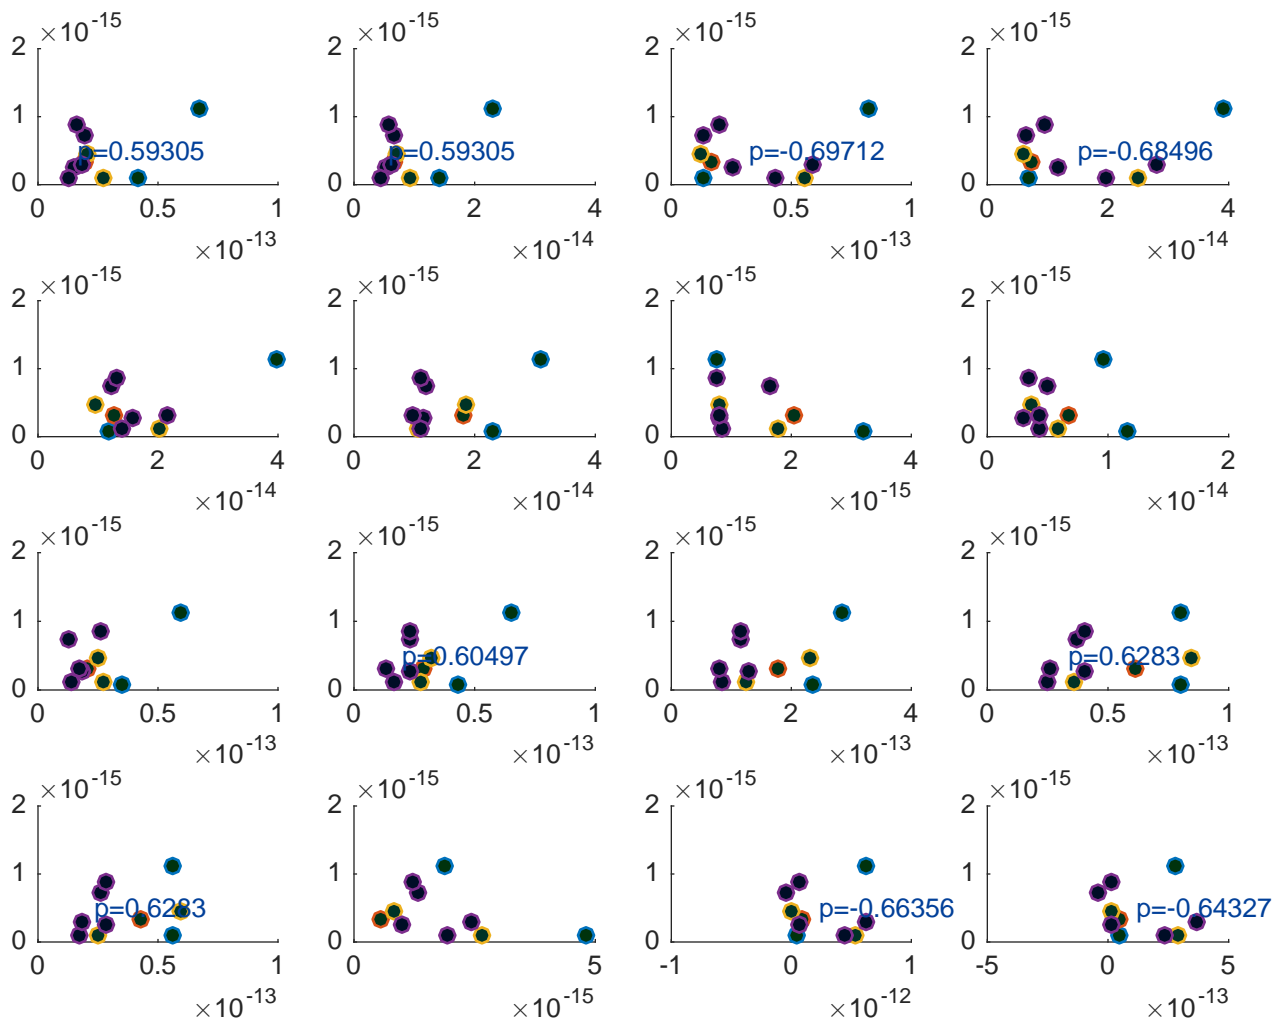 ×10-15 ×10-15 ×10-15 ×10-15
2 2 2 2
1 1 1 1
p=0.59305 p=0.59305 p=-0.69712 p=-0.68496
0 0 0 0
0 0.5 1 0 2 4 0 0.5 1 0 2 4
×10-13 ×10-14 ×10-13 ×10-14
×10-15 ×10-15 ×10-15 ×10-15
2 2 2 2
1 1 1 1
0 0 0 0
0 2 4 0 2 4 0 2 4 0 1 2
×10-14 ×10-14 ×10-15 ×10-14
×10-15 ×10-15 ×10-15 ×10-15
2 2 2 2
1 1 1 1
p=0.60497 p=0.6283
0 0 0 0
0 0.5 1 0 0.5 1 0 2 4 0 0.5 1
×10-13 ×10-13 ×10-13 ×10-13
×10-15 ×10-15 ×10-15 ×10-15
2 2 2 2
1 1 1 1
p=0.6283 p=-0.66356 p=-0.64327
0 0 0 0
0 0.5 1 0 5 -1 0 1 -5 0 5
×10-13 ×10-15 ×10-12 ×10-13